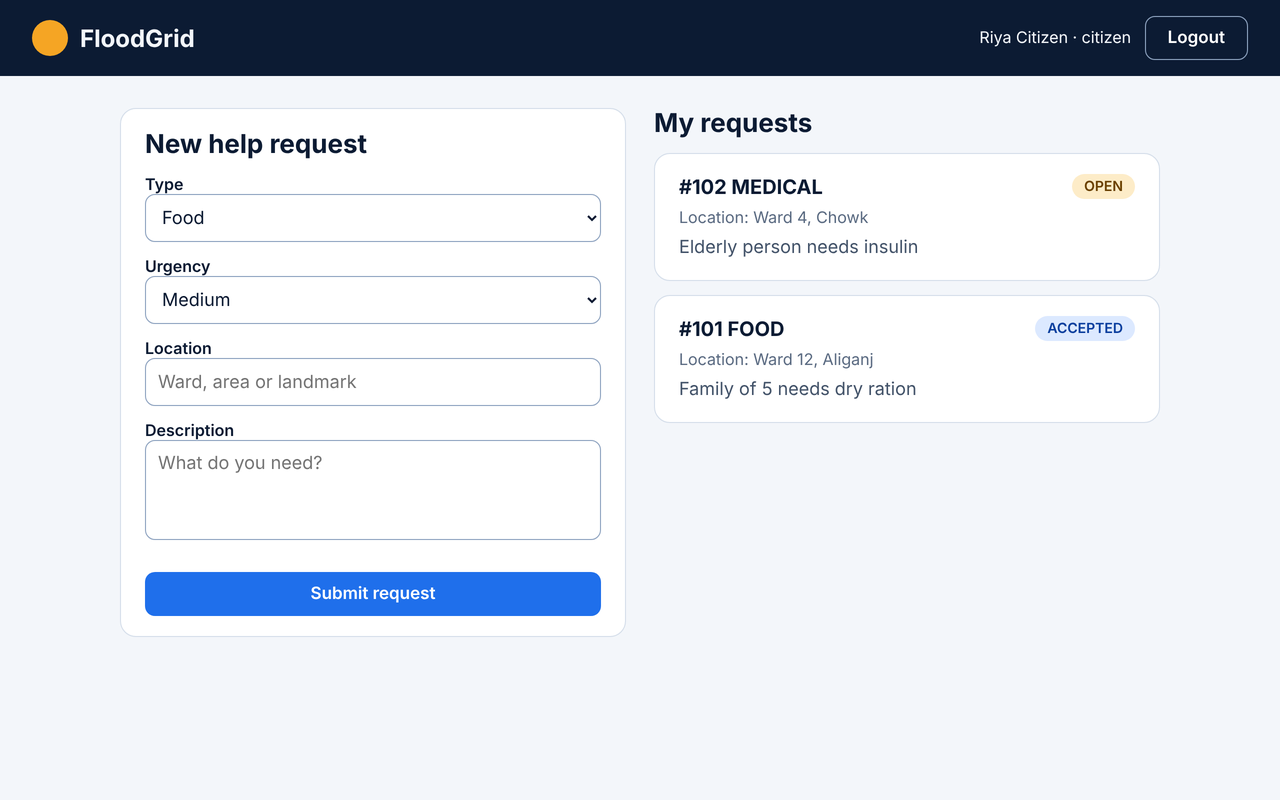 FloodGrid
Riya Citizen · citizen
Logout
New help request
Type
Food
Urgency
Medium
Location
Ward, area or landmark
Description
What do you need?
Submit request
My requests
#102 MEDICAL
OPEN
Location: Ward 4, Chowk
Elderly person needs insulin
#101 FOOD
ACCEPTED
Location: Ward 12, Aliganj
Family of 5 needs dry ration